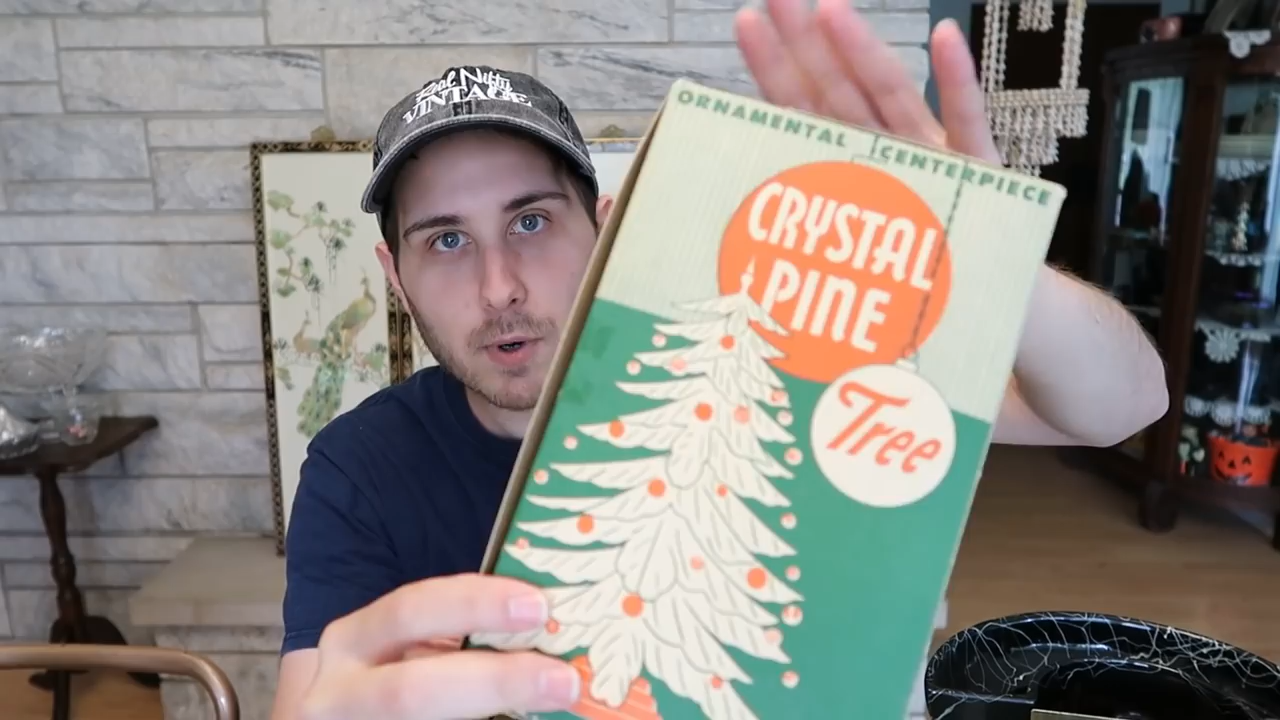 Real Nifty
VINTAGE
ORNAMENTAL CENTERPIECE
CRYSTAL
PINE
Tree